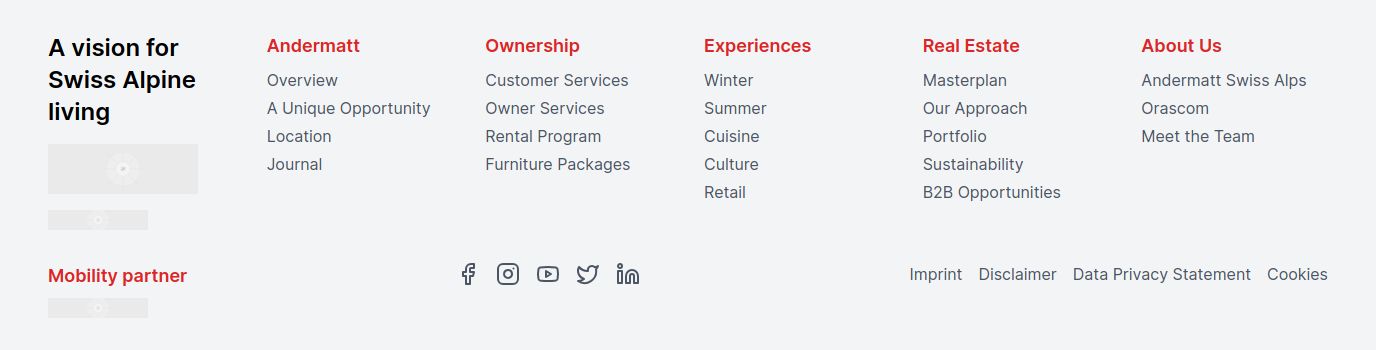 A vision for
Swiss Alpine
living
Andermatt
Overview
A Unique Opportunity
Location
Journal
Ownership
Customer Services
Owner Services
Rental Program
Furniture Packages
Experiences
Winter
Summer
Cuisine
Culture
Retail
Real Estate
Masterplan
Our Approach
Portfolio
Sustainability
B2B Opportunities
About Us
Andermatt Swiss Alps
Orascom
Meet the Team
Mobility partner
Imprint Disclaimer Data Privacy Statement Cookies